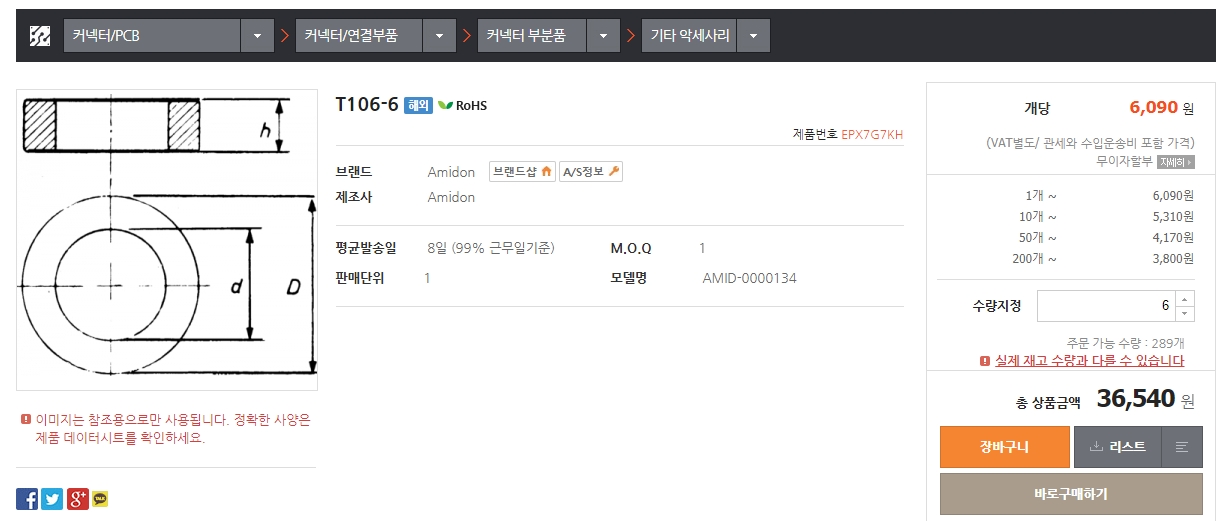 커넥터/PCB
커넥터/연결부품
커넥터 부분품
기타 악세사리
h
d
D
이미지는 참조용으로만 사용됩니다. 정확한 사양은
제품 데이터시트를 확인하세요.
T106-6 해외 RoHS
제품번호 EPX7G7KH
브랜드 Amidon 브랜드샵 A/S정보
제조사 Amidon
평균발송일 8일 (99% 근무일기준) M.O.Q 1
판매단위 1 모델명 AMID-0000134
개당 6,090 원
(VAT별도/ 관세와 수입운송비 포함 가격)
무이자할부 자세히
1개 ~ 6,090원
10개 ~ 5,310원
50개 ~ 4,170원
200개 ~ 3,800원
수량지정 6
주문 가능 수량 : 289개
실제 재고 수량과 다를 수 있습니다
총 상품금액 36,540 원
장바구니 리스트
바로구매하기
f
g+
TALK